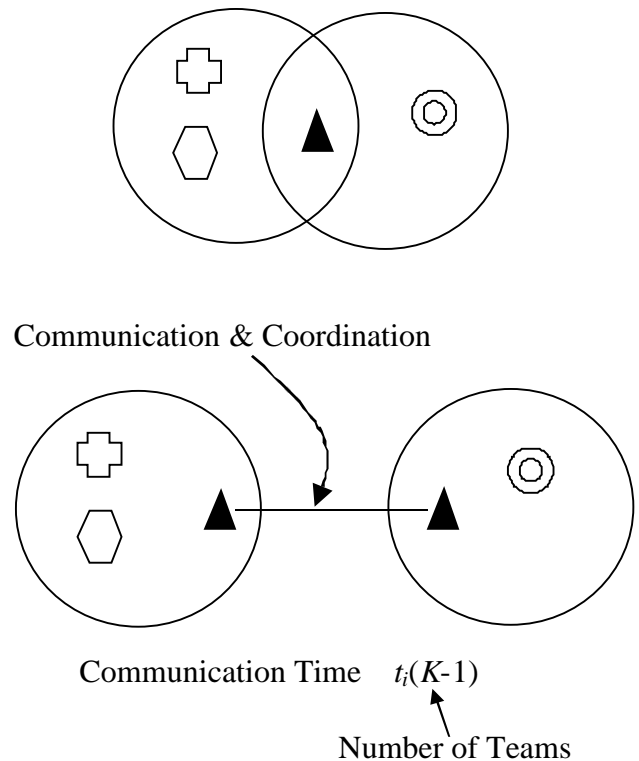 Communication & Coordination
Communication Time t_i(K-1)
Number of Teams